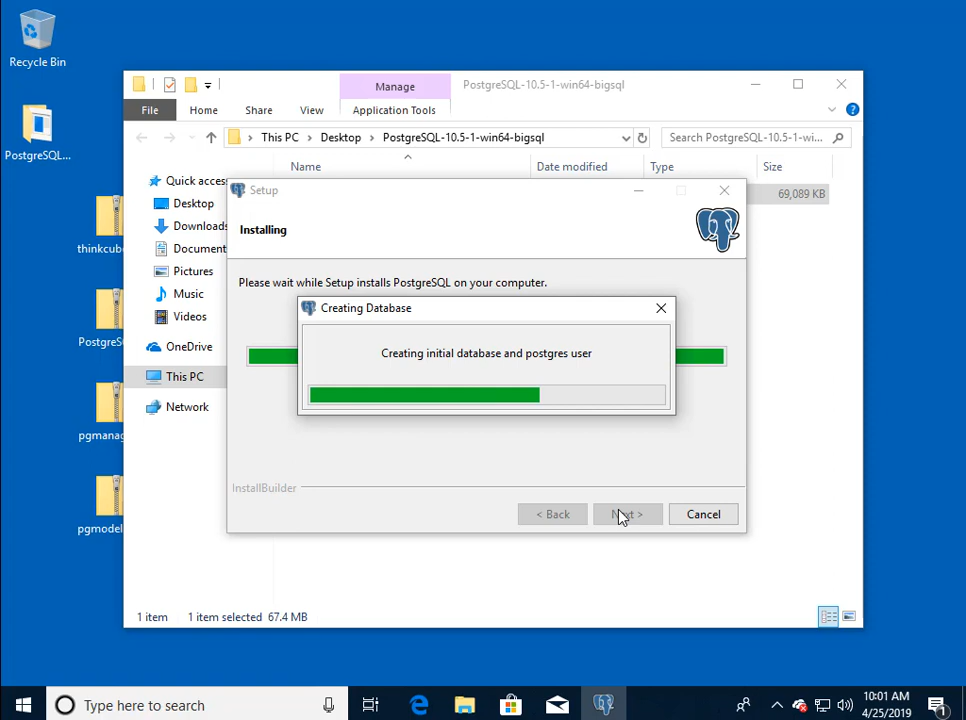 Recycle Bin
PostgreSQL...
thinkcub
PostgreS
pgmanag
pgmodel
Manage
PostgreSQL-10.5-1-win64-bigsql
File
Home
Share
View
Application Tools
This PC
Desktop
PostgreSQL-10.5-1-win64-bigsql
Search PostgreSQL-10.5-1-wi...
Name
Date modified
Type
Size
69,089 KB
Quick acces
Desktop
Downloads
Document
Pictures
Music
Videos
OneDrive
This PC
Network
Setup
Installing
Please wait while Setup installs PostgreSQL on your computer.
Creating Database
Creating initial database and postgres user
InstallBuilder
< Back
Next >
Cancel
1 item
1 item selected 67.4 MB
Type here to search
10:01 AM
4/25/2019
1